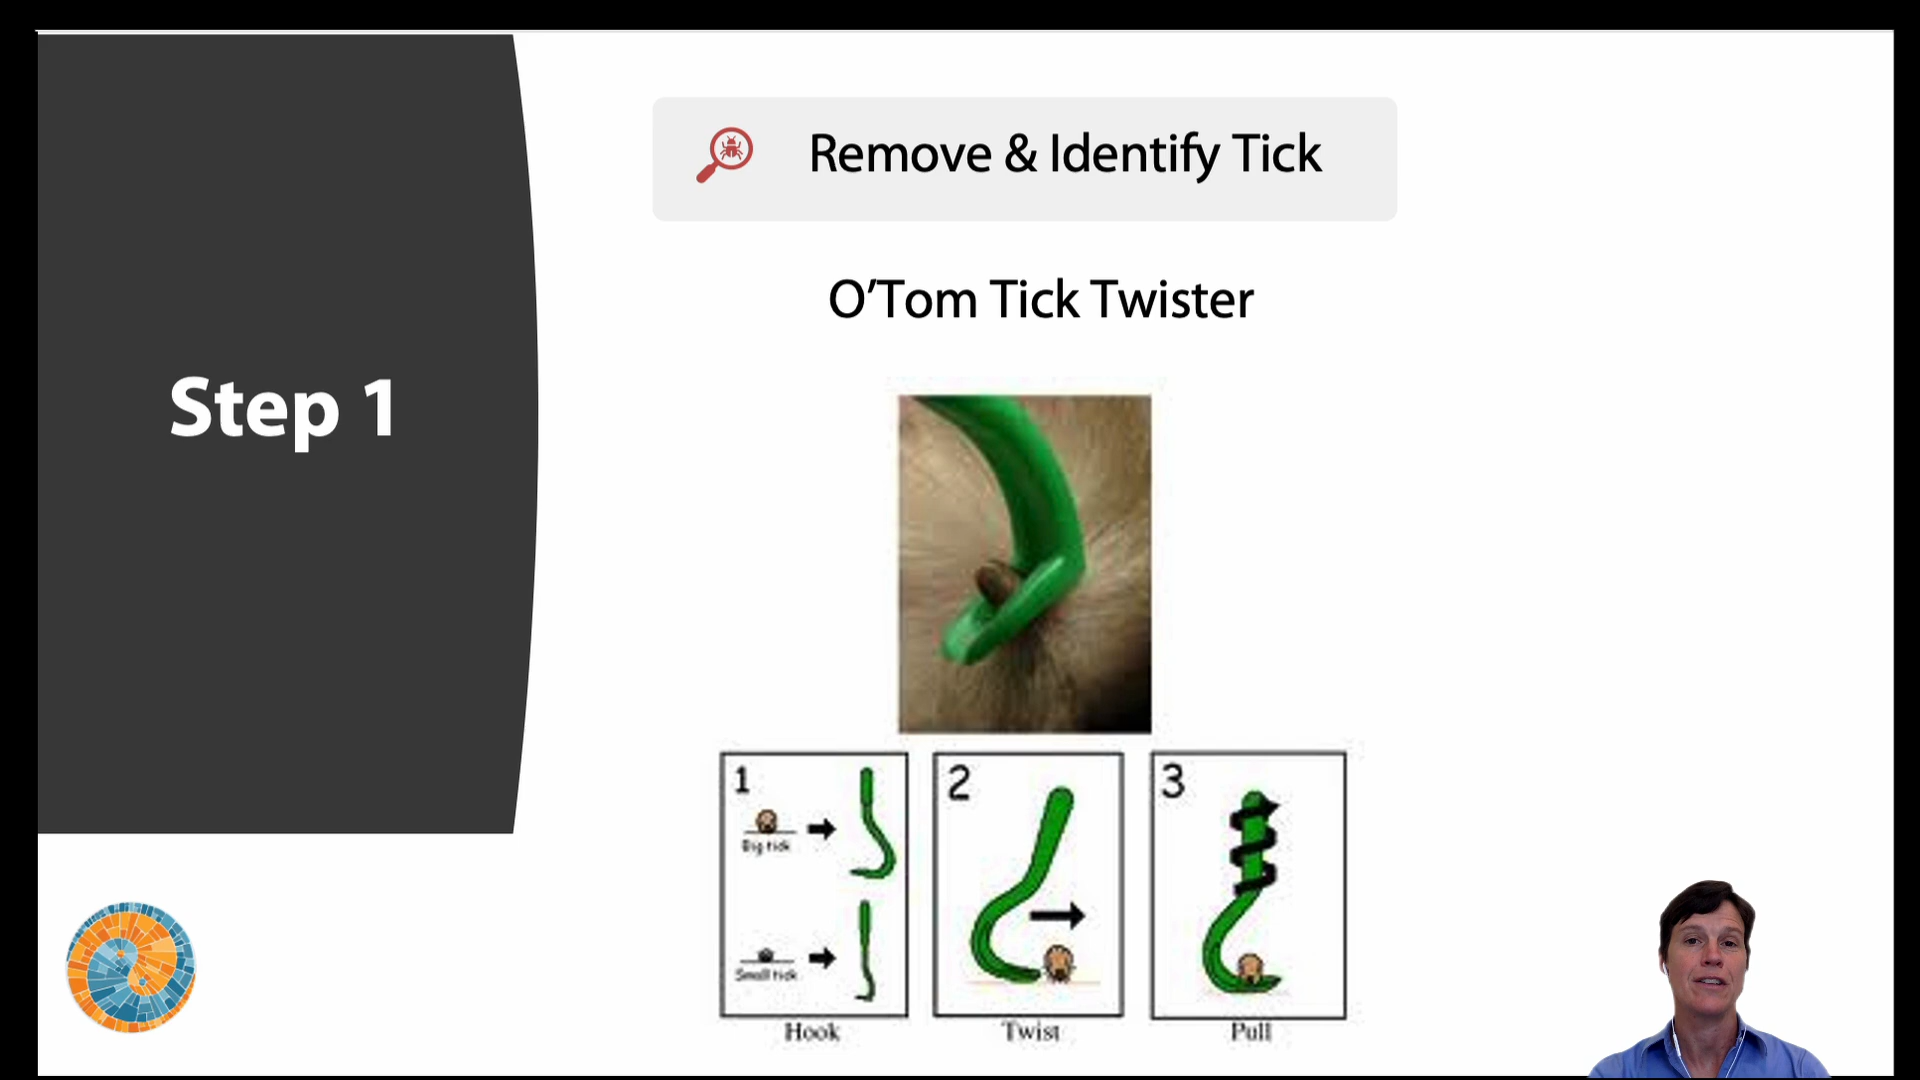 Step 1
Remove & Identify Tick
O'Tom Tick Twister
1
Big tick
Small tick
Hook
2
Twist
3
Pull